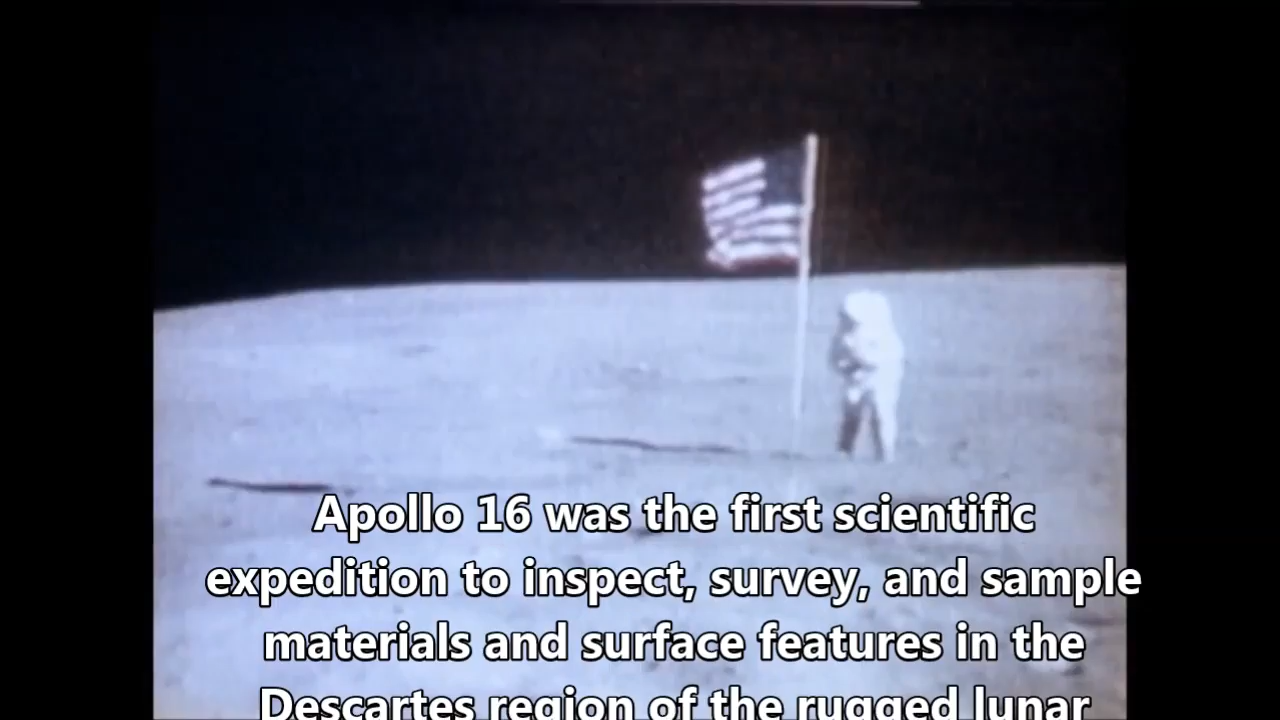 Apollo 16 was the first scientific
expedition to inspect, survey, and sample
materials and surface features in the
Descartes region of the rugged lunar